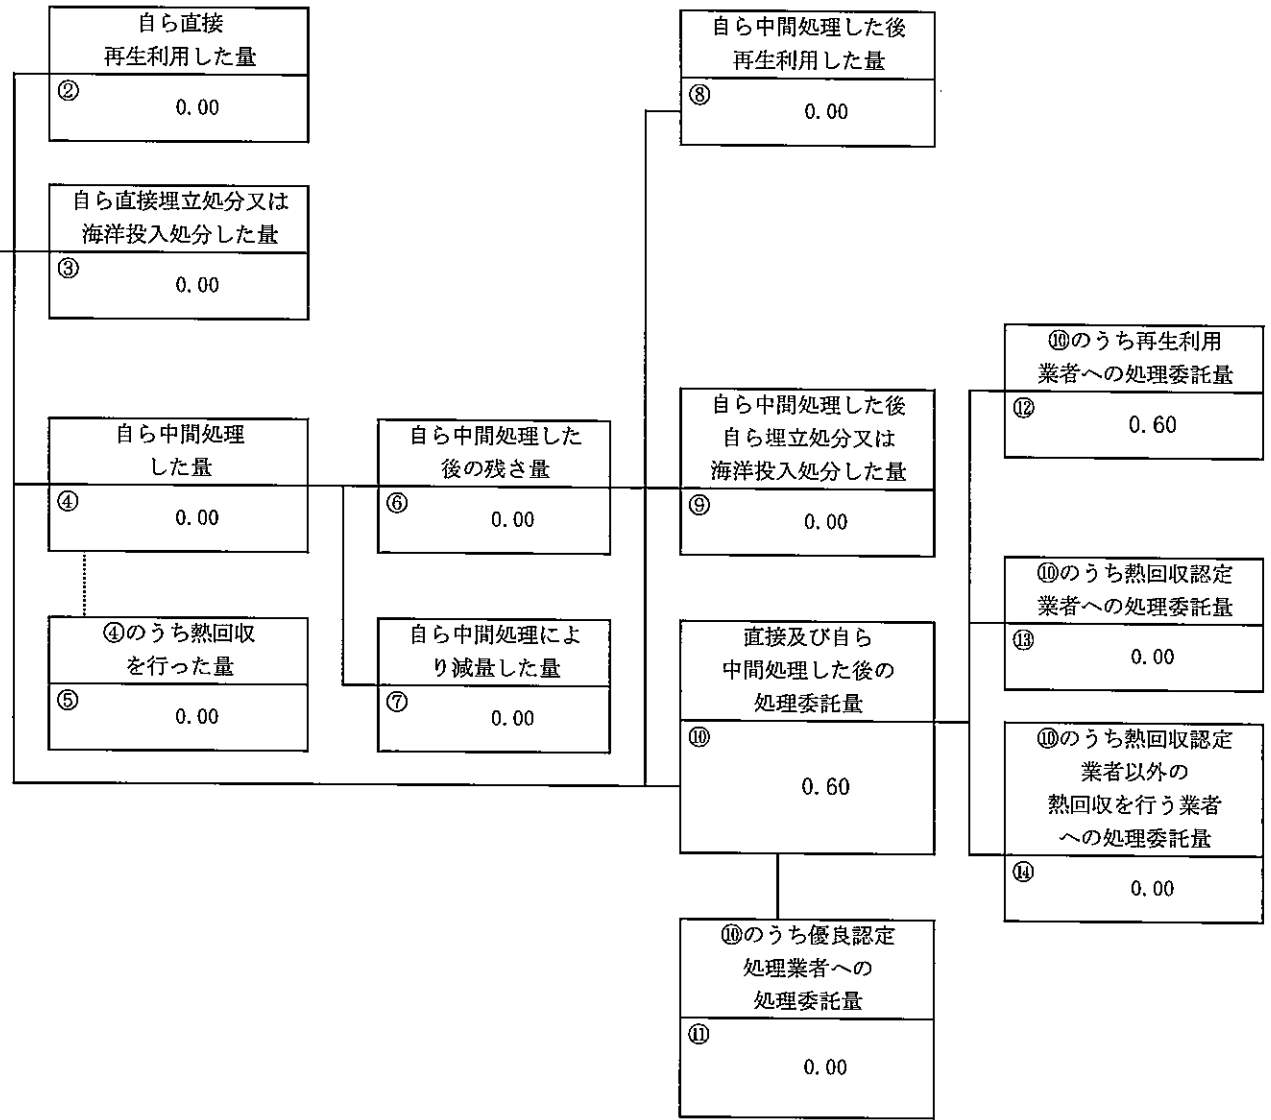 自ら直接
再生利用した量
②
0.00
自ら直接埋立処分又は
海洋投入処分した量
③
0.00
自ら中間処理
した量
④
0.00
④のうち熱回収
を行った量
⑤
0.00
自ら中間処理した
後の残さ量
⑥
0.00
自ら中間処理によ
り減量した量
⑦
0.00
自ら中間処理した後
再生利用した量
⑧
0.00
自ら中間処理した後
自ら埋立処分又は
海洋投入処分した量
⑨
0.00
直接及び自ら
中間処理した後の
処理委託量
⑩
0.60
⑩のうち優良認定
処理業者への
処理委託量
⑪
0.00
⑩のうち再生利用
業者への処理委託量
⑫
0.60
⑩のうち熱回収認定
業者への処理委託量
⑬
0.00
⑩のうち熱回収認定
業者以外の
熱回収を行う業者
への処理委託量
⑭
0.00